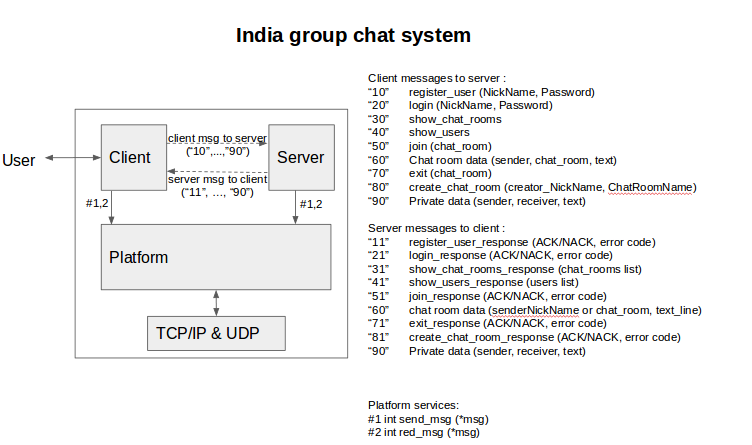 India group chat system
Client messages to server :
“10” register_user (NickName, Password)
“20” login (NickName, Password)
“30” show_chat_rooms
“40” show_users
“50” join (chat_room)
“60” Chat room data (sender, chat_room, text)
“70” exit (chat_room)
“80” create_chat_room (creator_NickName, ChatRoomName)
“90” Private data (sender, receiver, text)
Server messages to client :
“11” register_user_response (ACK/NACK, error code)
“21” login_response (ACK/NACK, error code)
“31” show_chat_rooms_response (chat_rooms list)
“41” show_users_response (users list)
“51” join_response (ACK/NACK, error code)
“60” chat room data (senderNickName or chat_room, text_line)
“71” exit_response (ACK/NACK, error code)
“81” create_chat_room_response (ACK/NACK, error code)
“90” Private data (sender, receiver, text)
Platform services:
#1 int send_msg (*msg)
#2 int red_msg (*msg)
User
Client
client msg to server
(“10”,...,”90”)
server msg to client
(“11”, …, “90”)
Server
#1,2
#1,2
Platform
TCP/IP & UDP